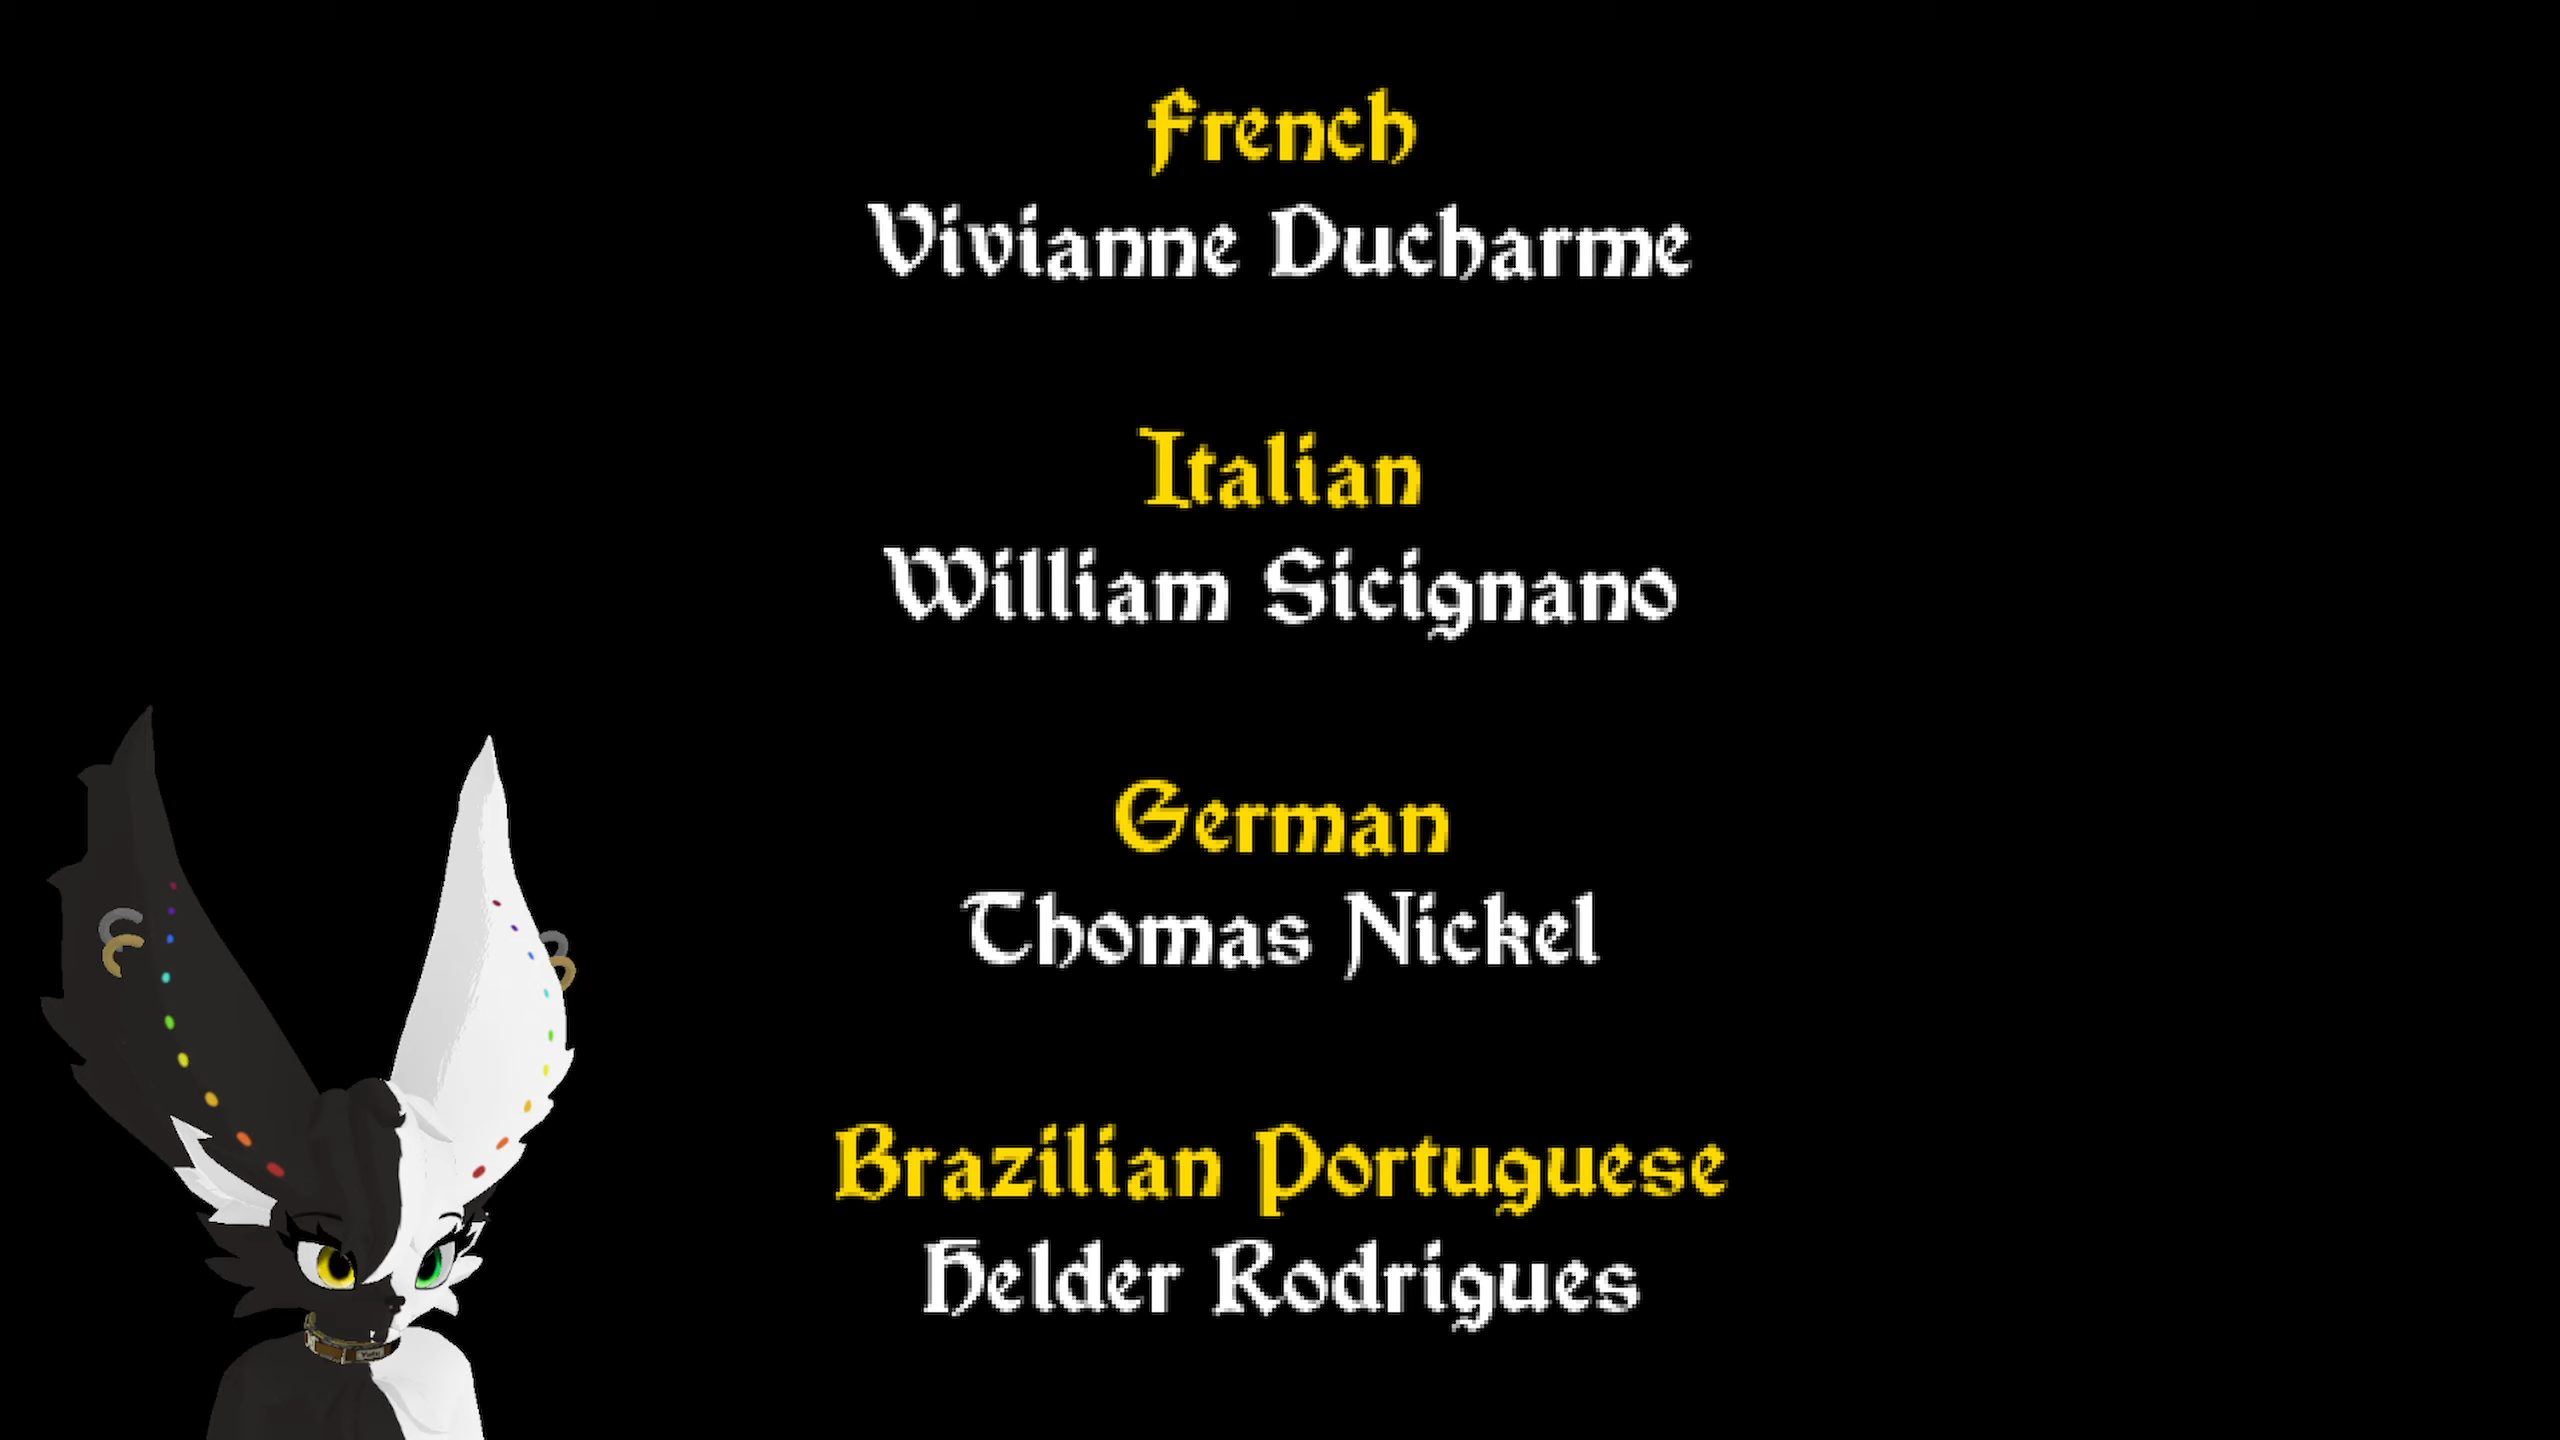 French
Vivianne Ducharme
Italian
William Sicignano
German
Thomas Nickel
Brazilian Portuguese
Helder Rodrigues